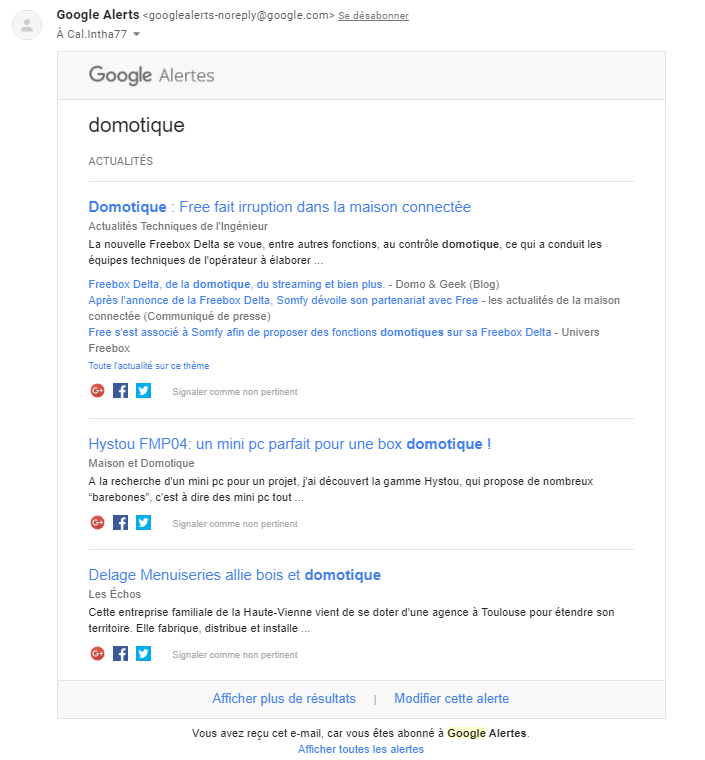 Google Alerts <googlealerts-noreply@google.com> Se désabonner
À Cal.Intha77
Google Alertes
domotique
ACTUALITÉS
Domotique : Free fait irruption dans la maison connectée
Actualités Techniques de l'Ingénieur
La nouvelle Freebox Delta se voue, entre autres fonctions, au contrôle domotique, ce qui a conduit les
équipes techniques de l'opérateur à élaborer ...
Freebox Delta, de la domotique, du streaming et bien plus. - Domo & Geek (Blog)
Après l'annonce de la Freebox Delta, Somfy dévoile son partenariat avec Free - les actualités de la maison
connectée (Communiqué de presse)
Free s'est associé à Somfy afin de proposer des fonctions domotiques sur sa Freebox Delta - Univers
Freebox
Toute l'actualité sur ce thème
G+ f Signaler comme non pertinent
Hystou FMP04: un mini pc parfait pour une box domotique !
Maison et Domotique
A la recherche d'un mini pc pour un projet, j'ai découvert la gamme Hystou, qui propose de nombreux
“barebones”, c'est à dire des mini pc tout ...
G+ f Signaler comme non pertinent
Delage Menuiseries allie bois et domotique
Les Échos
Cette entreprise familiale de la Haute-Vienne vient de se doter d'une agence à Toulouse pour étendre son
territoire. Elle fabrique, distribue et installe ...
G+ f Signaler comme non pertinent
Afficher plus de résultats | Modifier cette alerte
Vous avez reçu cet e-mail, car vous êtes abonné à Google Alertes.
Afficher toutes les alertes